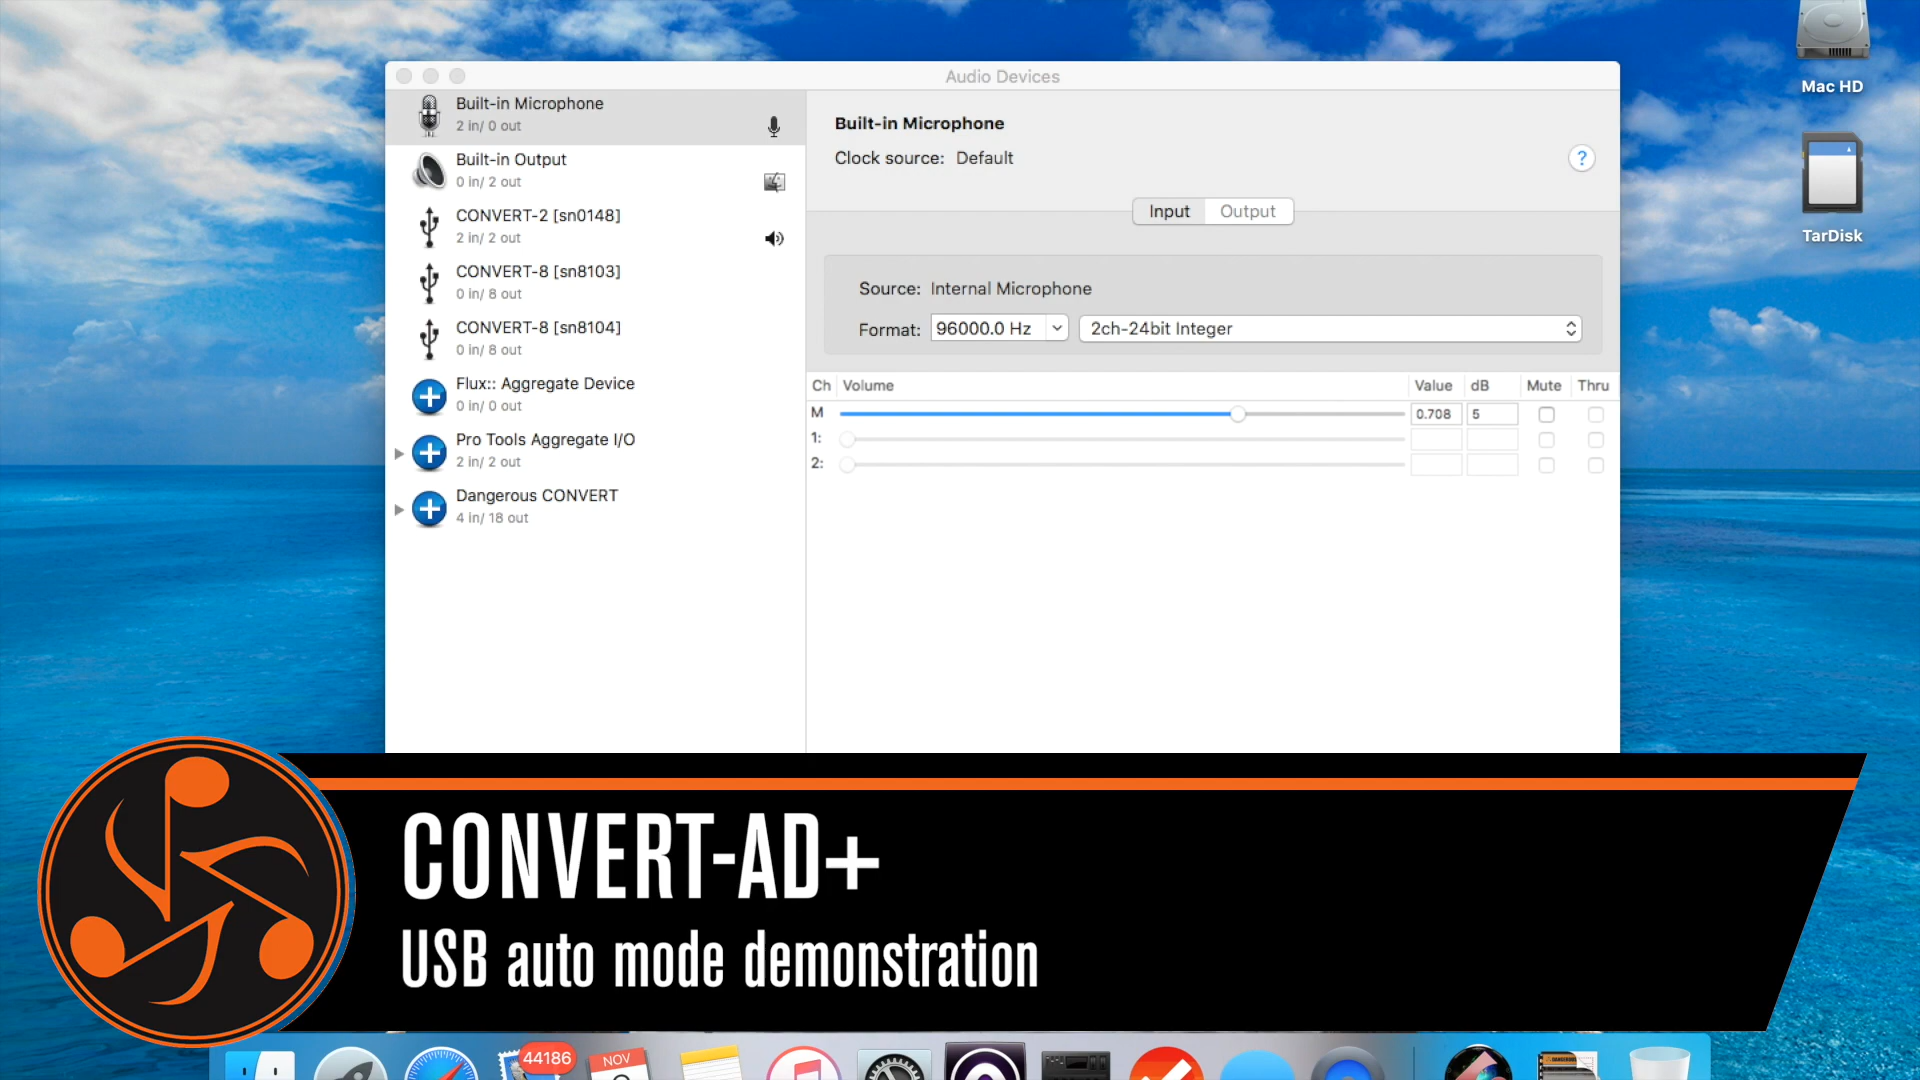 Audio Devices
Mac HD
TarDisk
Built-in Microphone
2 in/ 0 out
Built-in Output
0 in/ 2 out
CONVERT-2 [sn0148]
2 in/ 2 out
CONVERT-8 [sn8103]
0 in/ 8 out
CONVERT-8 [sn8104]
0 in/ 8 out
Flux:: Aggregate Device
0 in/ 0 out
Pro Tools Aggregate I/O
2 in/ 2 out
Dangerous CONVERT
4 in/ 18 out
Built-in Microphone
Clock source: Default
?
Input Output
Source: Internal Microphone
Format: 96000.0 Hz 2ch-24bit Integer
Ch Volume Value dB Mute Thru
M 0.708 5
1:
2:
CONVERT-AD+
USB auto mode demonstration
44186
NOV